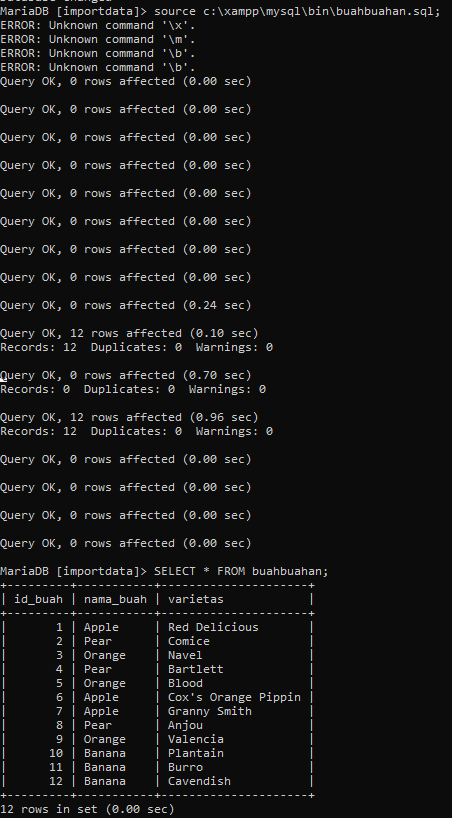 MariaDB [importdata]> source c:\xampp\mysql\bin\buahbuahan.sql;
ERROR: Unknown command '\x'.
ERROR: Unknown command '\m'.
ERROR: Unknown command '\b'.
ERROR: Unknown command '\b'.
Query OK, 0 rows affected (0.00 sec)
Query OK, 0 rows affected (0.00 sec)
Query OK, 0 rows affected (0.00 sec)
Query OK, 0 rows affected (0.00 sec)
Query OK, 0 rows affected (0.00 sec)
Query OK, 0 rows affected (0.00 sec)
Query OK, 0 rows affected (0.00 sec)
Query OK, 0 rows affected (0.00 sec)
Query OK, 0 rows affected (0.24 sec)
Query OK, 12 rows affected (0.10 sec)
Records: 12  Duplicates: 0  Warnings: 0
Query OK, 0 rows affected (0.70 sec)
Records: 0  Duplicates: 0  Warnings: 0
Query OK, 12 rows affected (0.96 sec)
Records: 12  Duplicates: 0  Warnings: 0
Query OK, 0 rows affected (0.00 sec)
Query OK, 0 rows affected (0.00 sec)
Query OK, 0 rows affected (0.00 sec)
Query OK, 0 rows affected (0.00 sec)
MariaDB [importdata]> SELECT * FROM buahbuahan;
+---------+-----------+---------------------+
| id_buah | nama_buah | varietas            |
+---------+-----------+---------------------+
|       1 | Apple     | Red Delicious       |
|       2 | Pear      | Comice              |
|       3 | Orange    | Navel               |
|       4 | Pear      | Bartlett            |
|       5 | Orange    | Blood               |
|       6 | Apple     | Cox's Orange Pippin |
|       7 | Apple     | Granny Smith        |
|       8 | Pear      | Anjou               |
|       9 | Orange    | Valencia            |
|      10 | Banana    | Plantain            |
|      11 | Banana    | Burro               |
|      12 | Banana    | Cavendish           |
+---------+-----------+---------------------+
12 rows in set (0.00 sec)